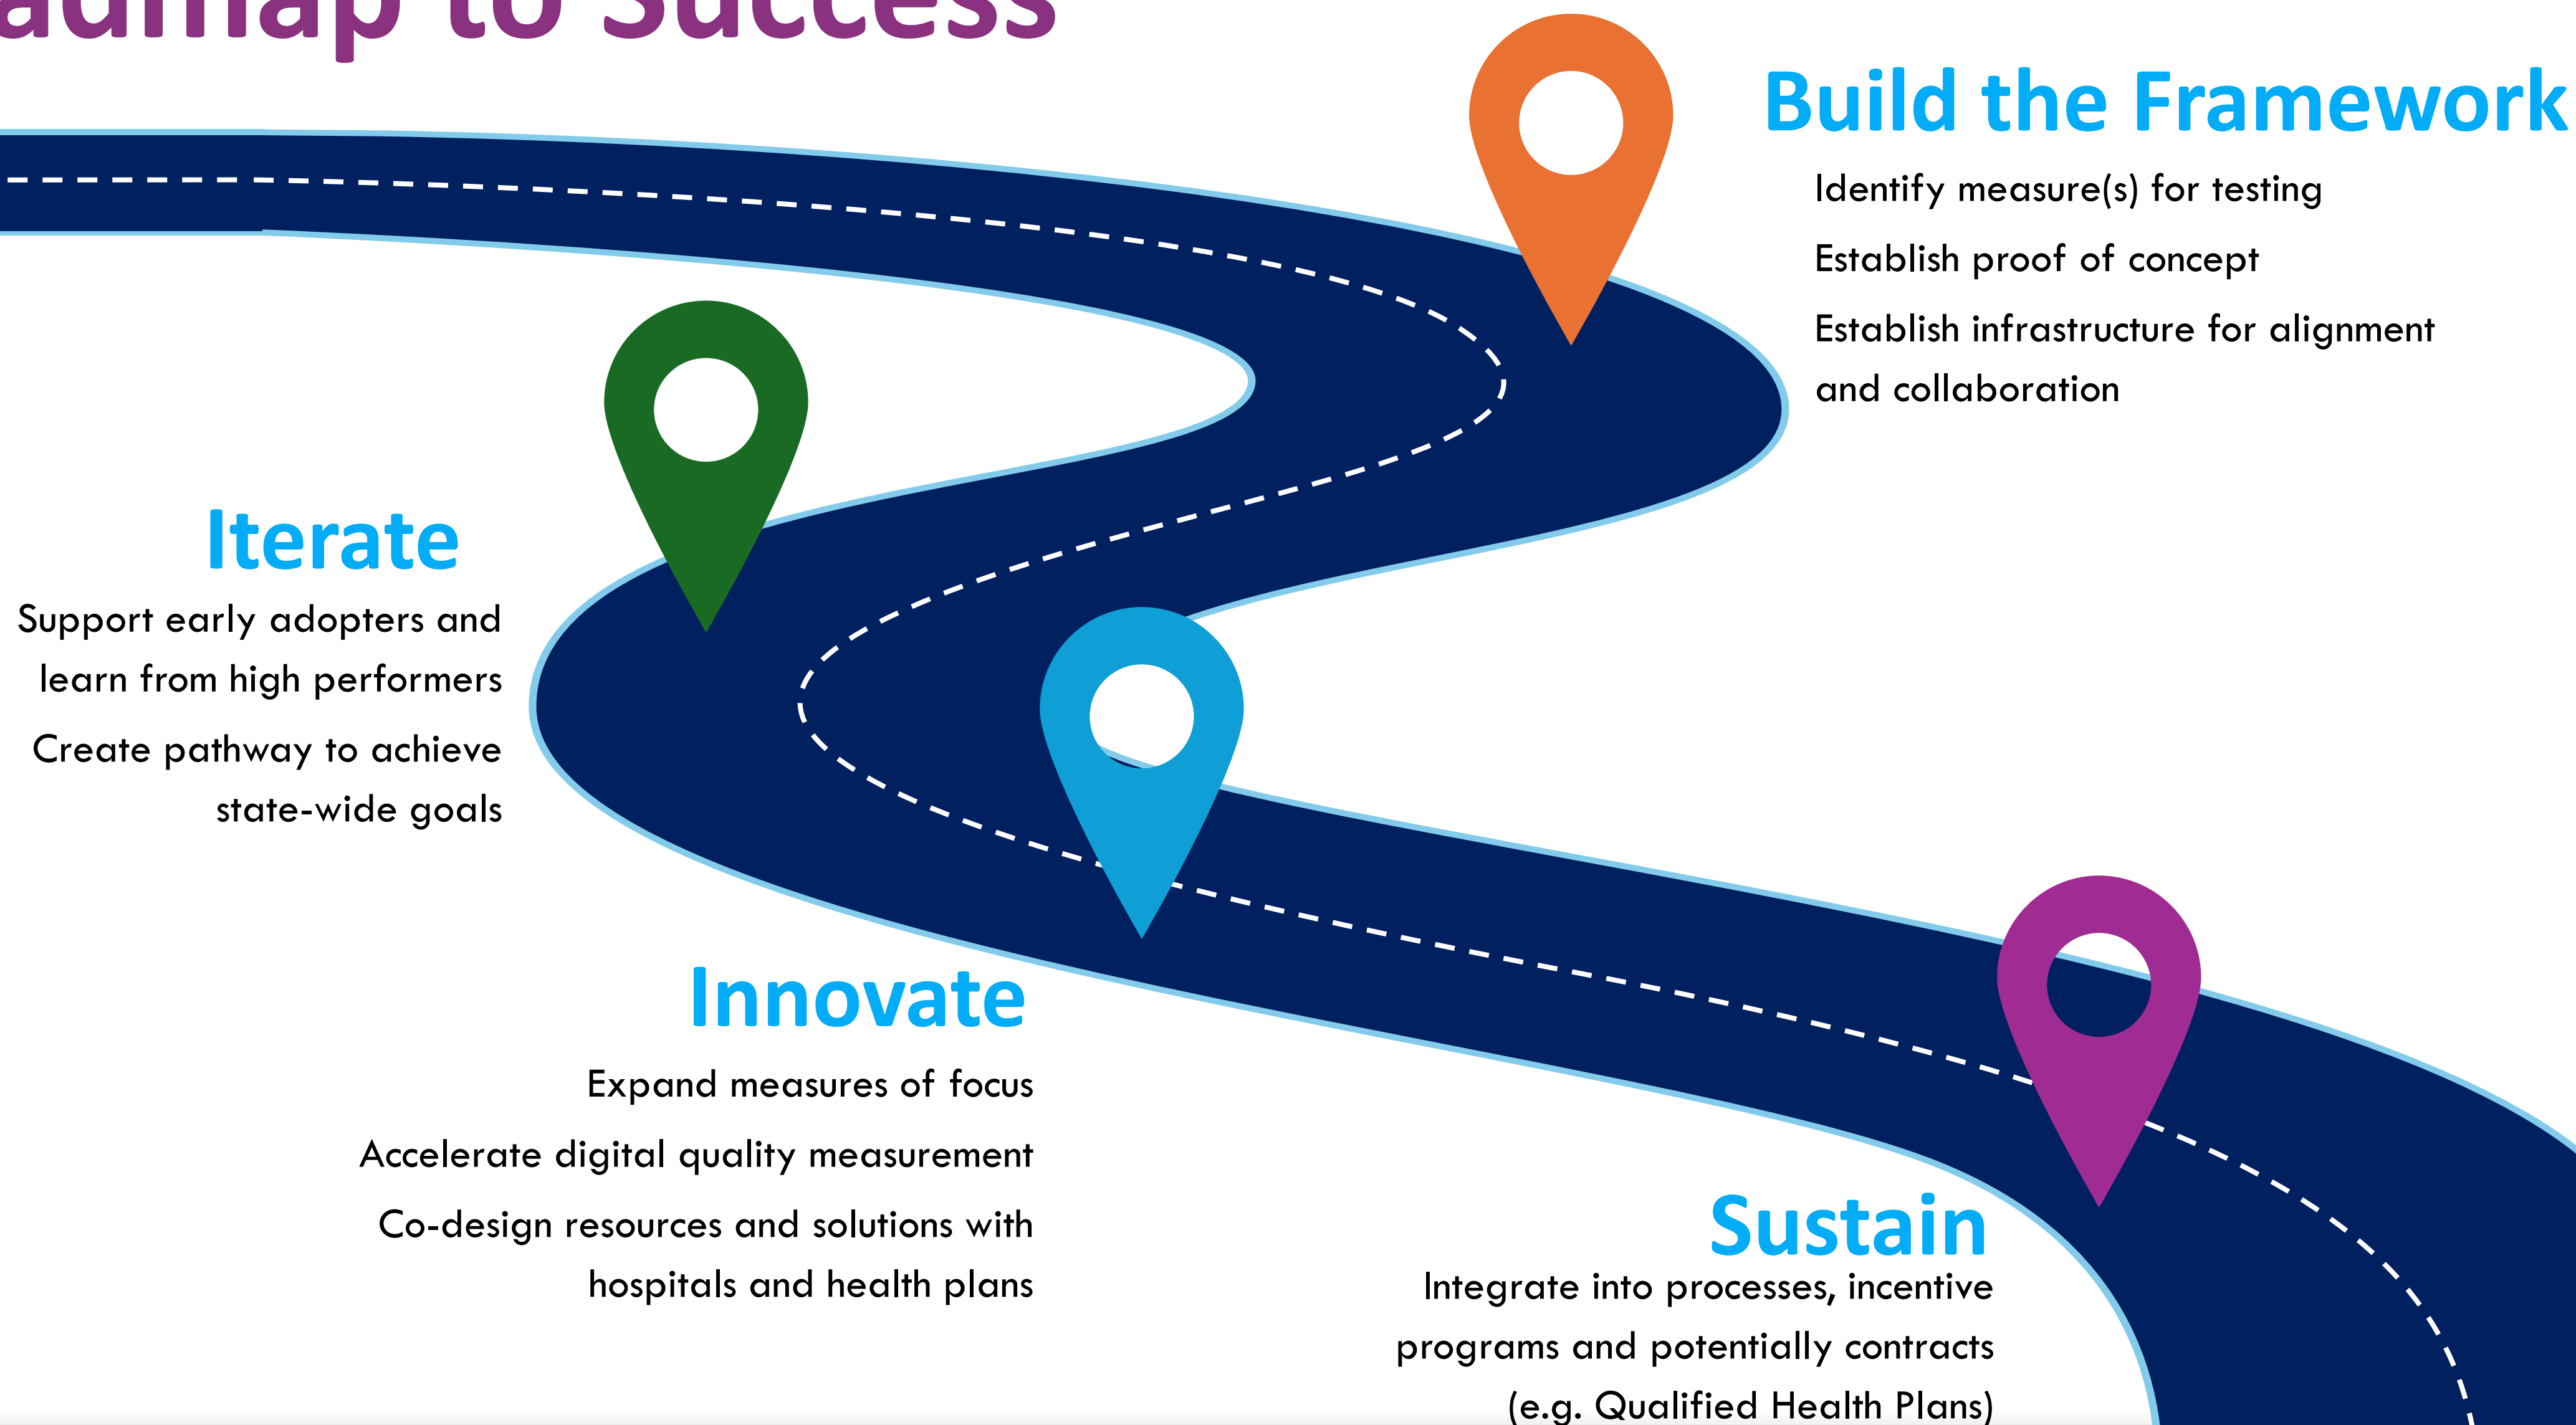 admap to Success
Build the Framework
Identify measure(s) for testing
Establish proof of concept
Establish infrastructure for alignment
and collaboration
Iterate
Support early adopters and
learn from high performers
Create pathway to achieve
state-wide goals
Innovate
Expand measures of focus
Accelerate digital quality measurement
Co-design resources and solutions with
hospitals and health plans
Sustain
Integrate into processes, incentive
programs and potentially contracts
(e.g. Qualified Health Plans)